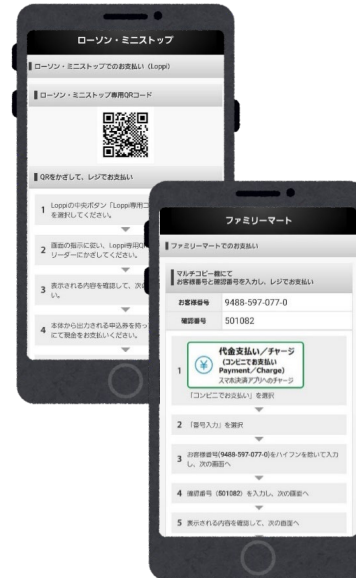 ローソン・ミニストップ
ローソン・ミニストップでのお支払い (Loppi)
ローソン・ミニストップ専用QRコード
QRをかざして、レジでお支払い
1 Loppiの中央ボタン「Loppi専用コ
を選択してください。
2 画面の指示に従い、Loppi専用QR
リーダーにかざしてください。
3 表示される内容を確認して、次の
い。
4 本体から出力される申込券を持っ
にて現金をお支払いください。
ファミリーマート
ファミリーマートでのお支払い
マルチコピー機にて
お客様番号と確認番号を入力し、レジでお支払い
お客様番号 9488-597-077-0
確認番号 501082
1 代金支払い/チャージ
(コンビニでお支払い
Payment/Charge)
スマホ決済アプリへのチャージ
「コンビニでお支払い」を選択
2 「番号入力」を選択
3 お客様番号(9488-597-077-0)をハイフンを除いて入力
し、次の画面へ
4 確認番号 (501082) を入力し、次の画面へ
5 表示される内容を確認して、次の画面へ